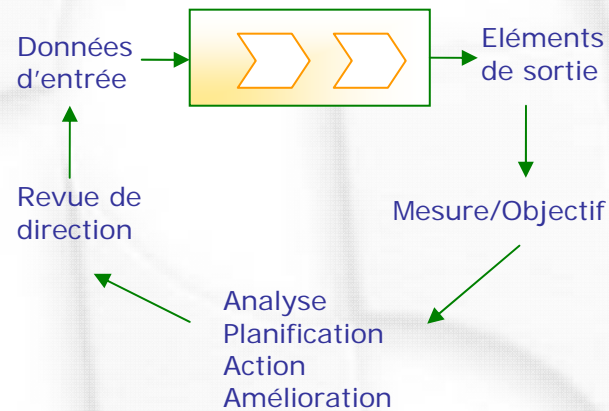 Données
d'entrée
Eléments
de sortie
Revue de
direction
Mesure/Objectif
Analyse
Planification
Action
Amélioration